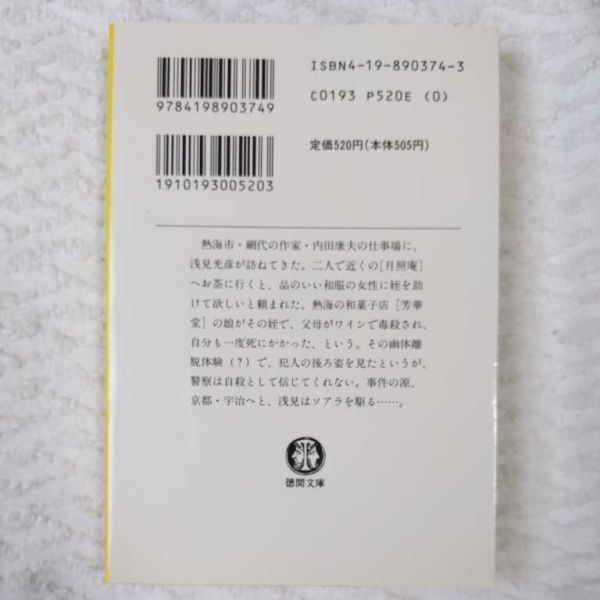 ISBN4-19-890374-3
9784198903749
C0193 P520E (0)
定価520円(本体505円)
1910193005203
熱海市・網代の作家・内田康夫の仕事場に、
浅見光彦が訪ねてきた。二人で近くの［月照庵］
へお茶に行くと、品のいい和服の女性に姪を助
けて欲しいと頼まれた。熱海の和菓子店［芳華
堂］の娘がその姪で、父母がワインで毒殺され、
自分も一度死にかかった、という。その幽体離
脱体験（？）で、犯人の後ろ姿を見たというが、
警察は自殺として信じてくれない。事件の源、
京都・宇治へと、浅見はソアラを駆る……。
徳間文庫